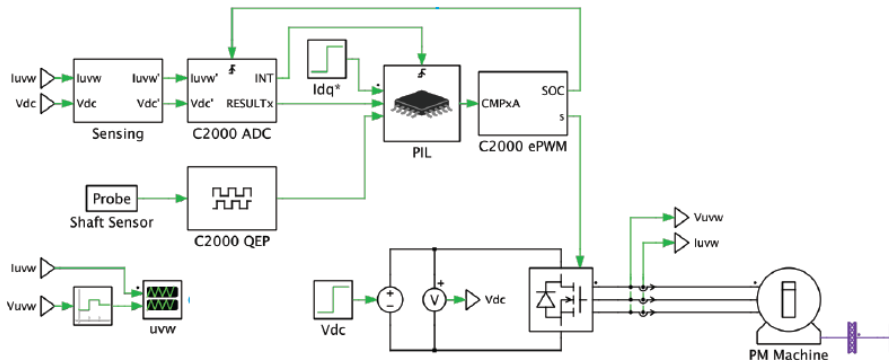 Iuvw
Iuvw
Iuvw'
Iuvw'
INT
Vdc
Vdc
Vdc'
Vdc'
RESULTx
Sensing
C2000 ADC
Idq*
PIL
CMPxA
SOC
s
C2000 ePWM
Probe
Shaft Sensor
C2000 QEP
Iuvw
Vuvw
uvw
Vdc
V
Vdc
Vuvw
Iuvw
PM Machine